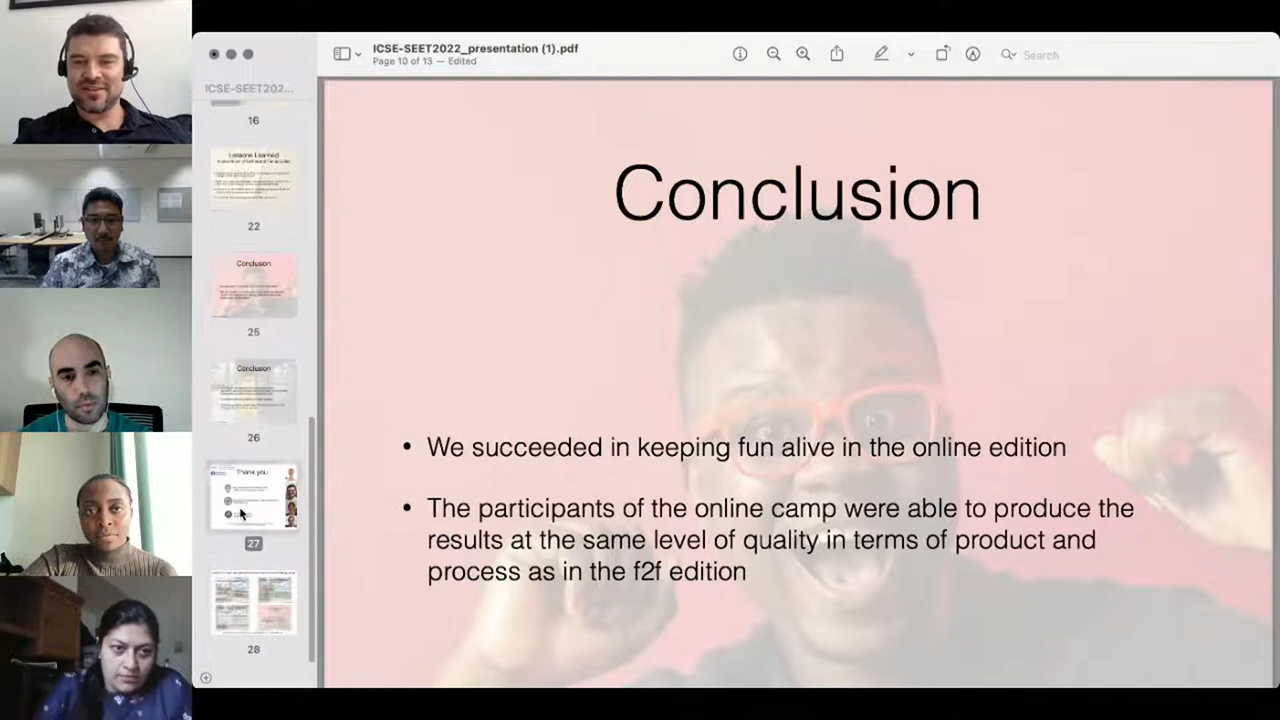 ICSE-SEET2022_presentation (1).pdf
Page 10 of 13 — Edited
Search
ICSE-SEET202...
16
Lessons Learned
22
Conclusion
25
Conclusion
26
Thank you
27
28
Conclusion
• We succeeded in keeping fun alive in the online edition
• The participants of the online camp were able to produce the
results at the same level of quality in terms of product and
process as in the f2f edition